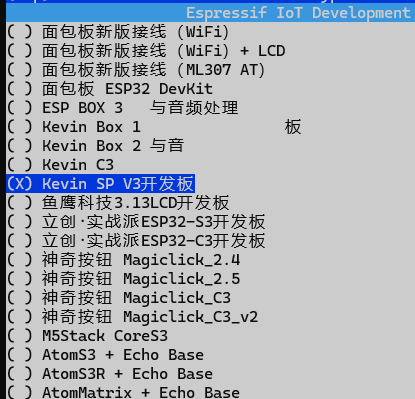 Espressif IoT Development
( ) 面包板新版接线 (WiFi)
( ) 面包板新版接线 (WiFi) + LCD
( ) 面包板新版接线 (ML307 AT)
( ) 面包板 ESP32 DevKit
( ) ESP BOX 3 与音频处理
( ) Kevin Box 1 板
( ) Kevin Box 2 与音
( ) Kevin C3
(X) Kevin SP V3开发板
( ) 鱼鹰科技3.13LCD开发板
( ) 立创·实战派ESP32-S3开发板
( ) 立创·实战派ESP32-C3开发板
( ) 神奇按钮 Magiclick_2.4
( ) 神奇按钮 Magiclick_2.5
( ) 神奇按钮 Magiclick_C3
( ) 神奇按钮 Magiclick_C3_v2
( ) M5Stack CoreS3
( ) AtomS3 + Echo Base
( ) AtomS3R + Echo Base
( ) AtomMatrix + Echo Base